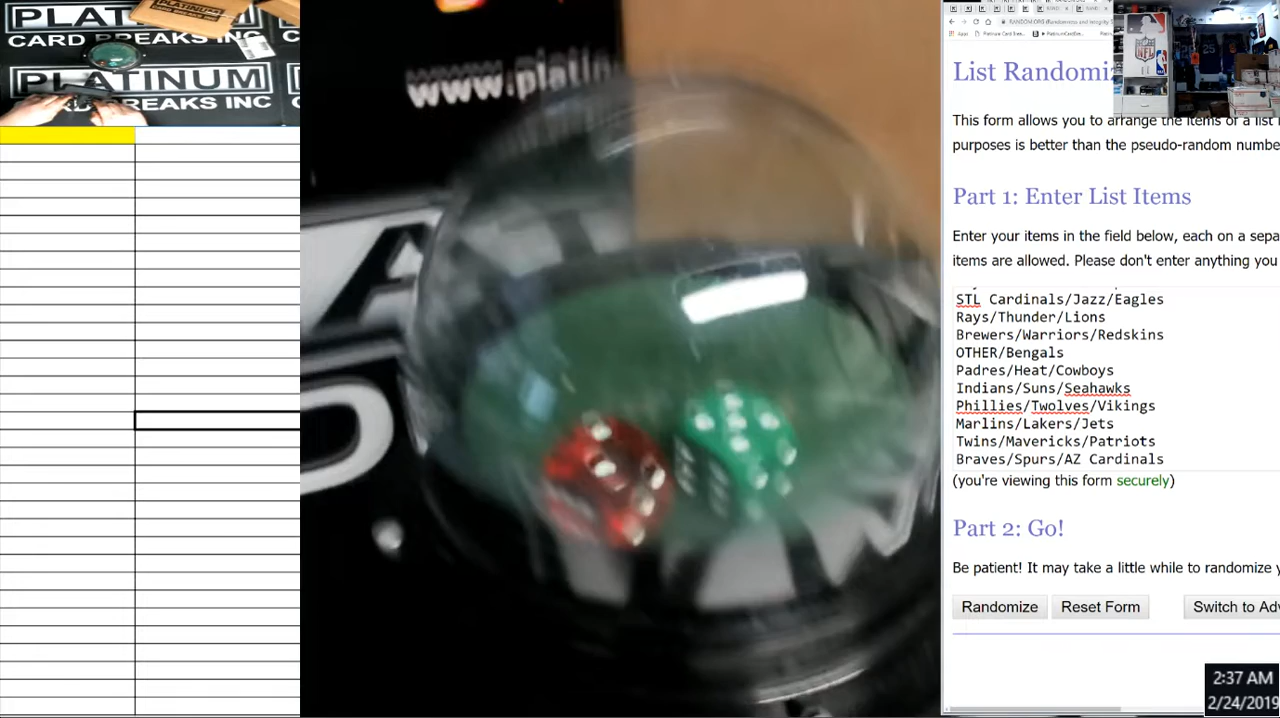 PLATINUM
CARD BREAKS INC
PLATINUM
CARD BREAKS INC
www.platin
List Randomiz
This form allows you to arrange the items of a list i
purposes is better than the pseudo-random numbe
Part 1: Enter List Items
Enter your items in the field below, each on a sepa
items are allowed. Please don't enter anything you
STL Cardinals/Jazz/Eagles
Rays/Thunder/Lions
Brewers/Warriors/Redskins
OTHER/Bengals
Padres/Heat/Cowboys
Indians/Suns/Seahawks
Phillies/Twolves/Vikings
Marlins/Lakers/Jets
Twins/Mavericks/Patriots
Braves/Spurs/AZ Cardinals
(you're viewing this form securely)
Part 2: Go!
Be patient! It may take a little while to randomize y
Randomize
Reset Form
Switch to Adv
2:37 AM
2/24/2019
NFL